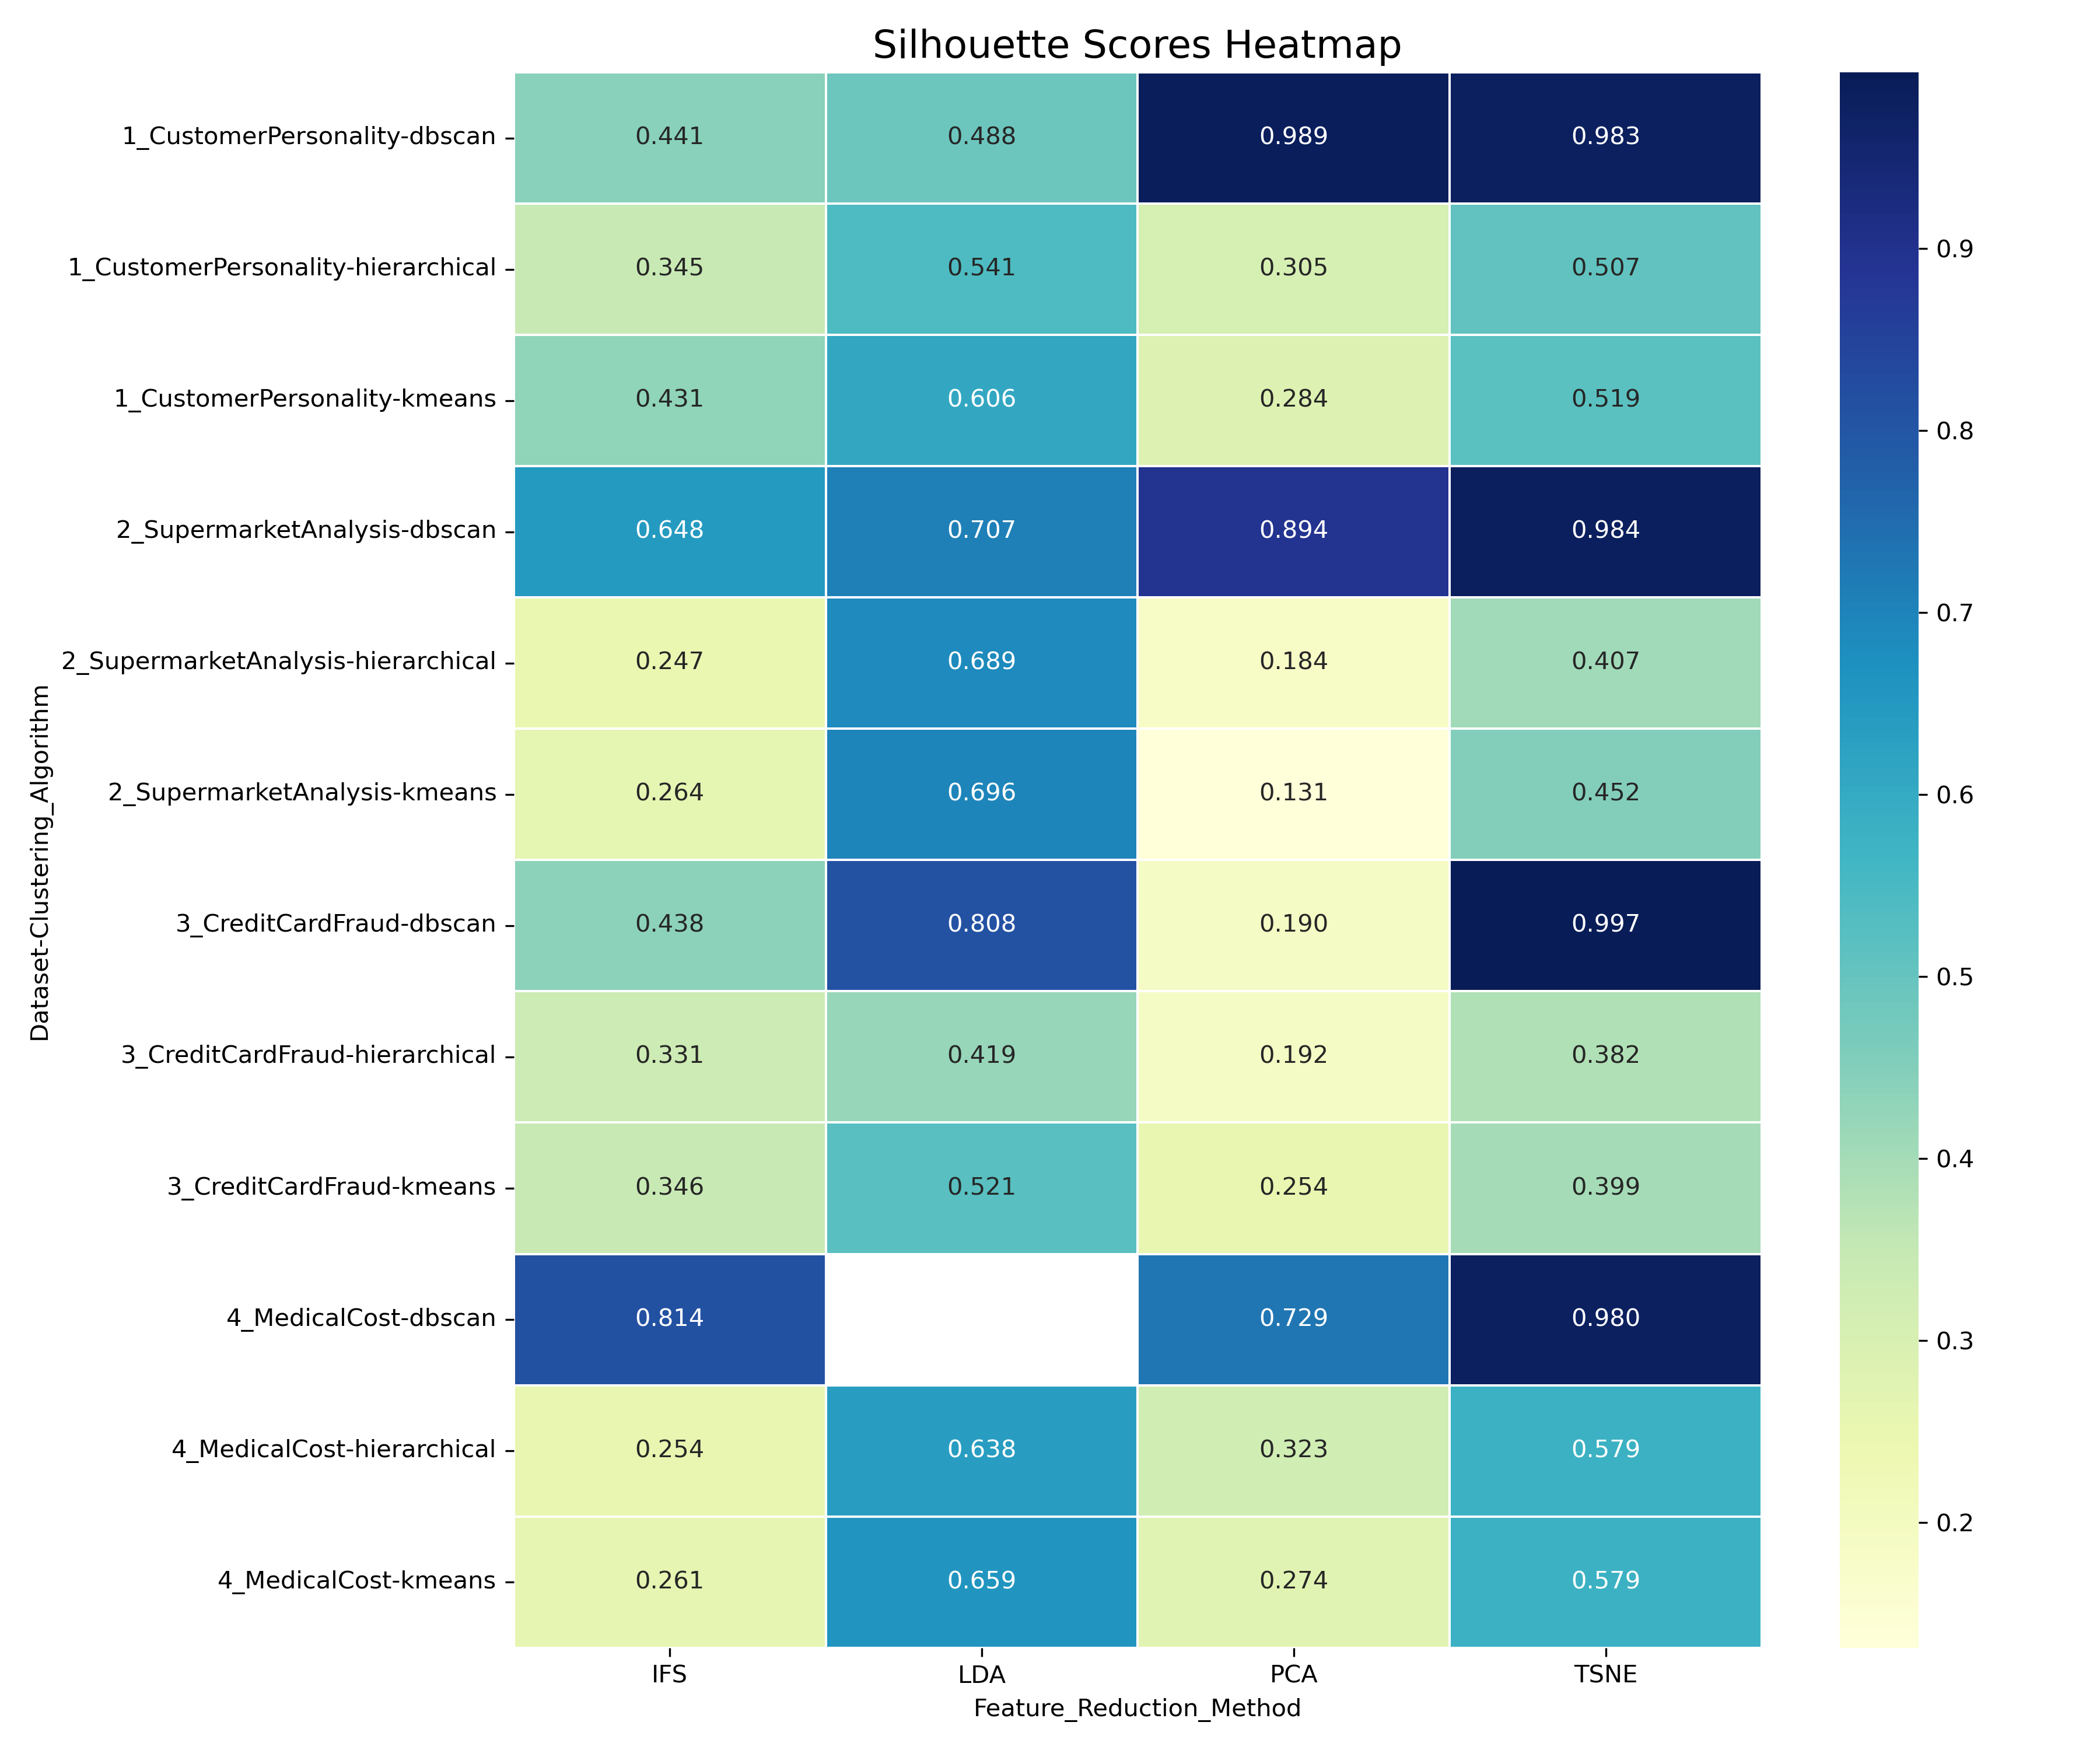 Silhouette Scores Heatmap
1_CustomerPersonality-dbscan 0.441 0.488 0.989 0.983
1_CustomerPersonality-hierarchical 0.345 0.541 0.305 0.507
1_CustomerPersonality-kmeans 0.431 0.606 0.284 0.519
2_SupermarketAnalysis-dbscan 0.648 0.707 0.894 0.984
2_SupermarketAnalysis-hierarchical 0.247 0.689 0.184 0.407
2_SupermarketAnalysis-kmeans 0.264 0.696 0.131 0.452
3_CreditCardFraud-dbscan 0.438 0.808 0.190 0.997
3_CreditCardFraud-hierarchical 0.331 0.419 0.192 0.382
3_CreditCardFraud-kmeans 0.346 0.521 0.254 0.399
4_MedicalCost-dbscan 0.814 0.729 0.980
4_MedicalCost-hierarchical 0.254 0.638 0.323 0.579
4_MedicalCost-kmeans 0.261 0.659 0.274 0.579
IFS LDA PCA TSNE
Feature_Reduction_Method
Dataset-Clustering_Algorithm
0.9
0.8
0.7
0.6
0.5
0.4
0.3
0.2